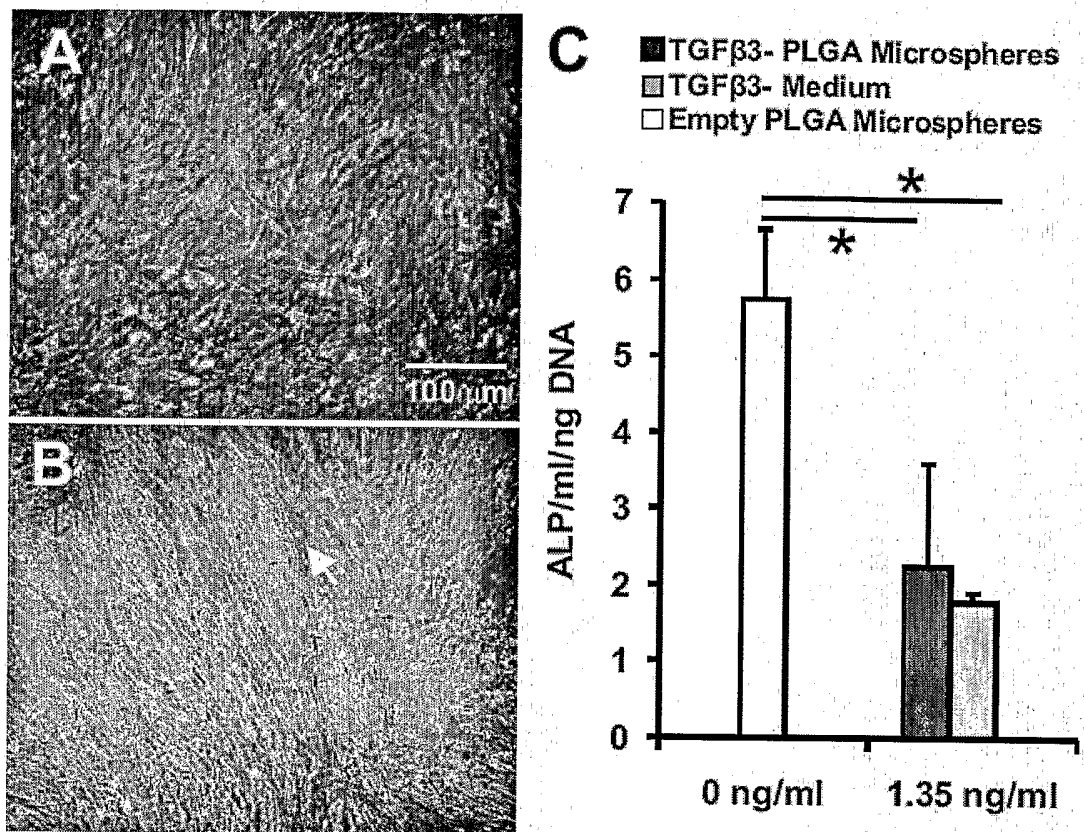 A
100µm
B
C
TGFβ3- PLGA Microspheres
TGFβ3- Medium
Empty PLGA Microspheres
*
*
7
6
5
4
3
2
1
0
ALP/ml/ng DNA
0 ng/ml
1.35 ng/ml